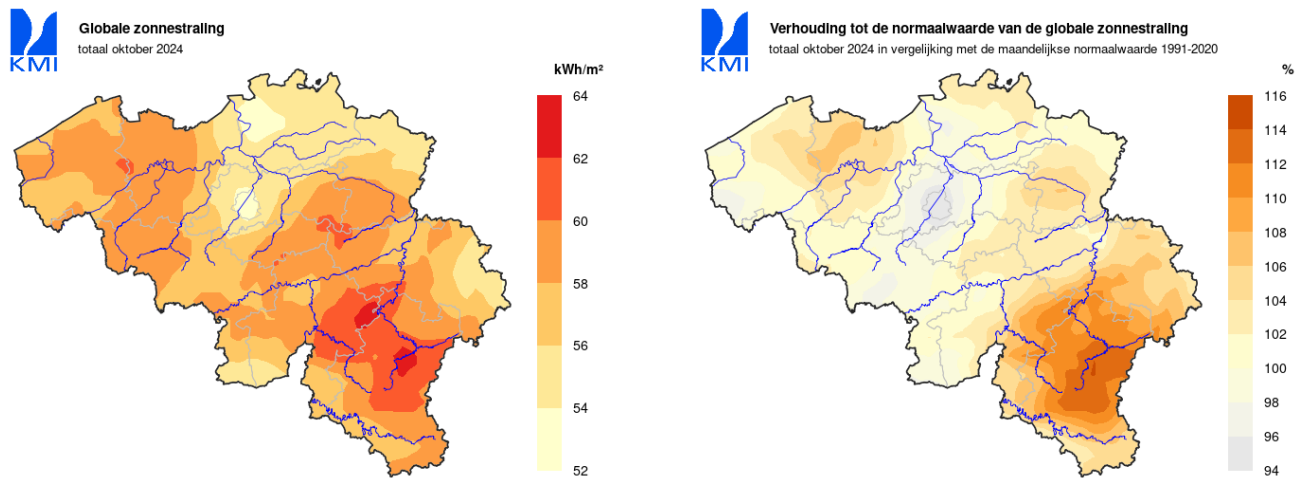 KMI
Globale zonnestraling
totaal oktober 2024
kWh/m²
64
62
60
58
56
54
52
KMI
Verhouding tot de normaalwaarde van de globale zonnestraling
totaal oktober 2024 in vergelijking met de maandelijkse normaalwaarde 1991-2020
%
116
114
112
110
108
106
104
102
100
98
96
94